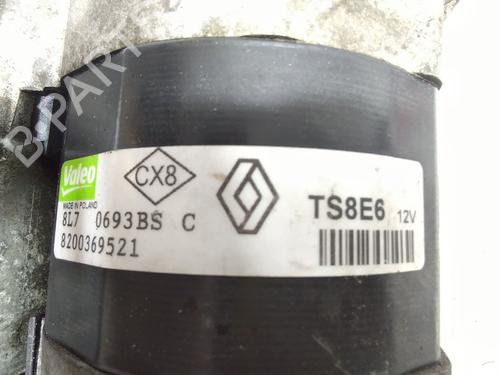 Valeo
MADE IN POLAND
CX8
8L7 0693BS C
8200369521
TS8E6 12V
B-PARTS